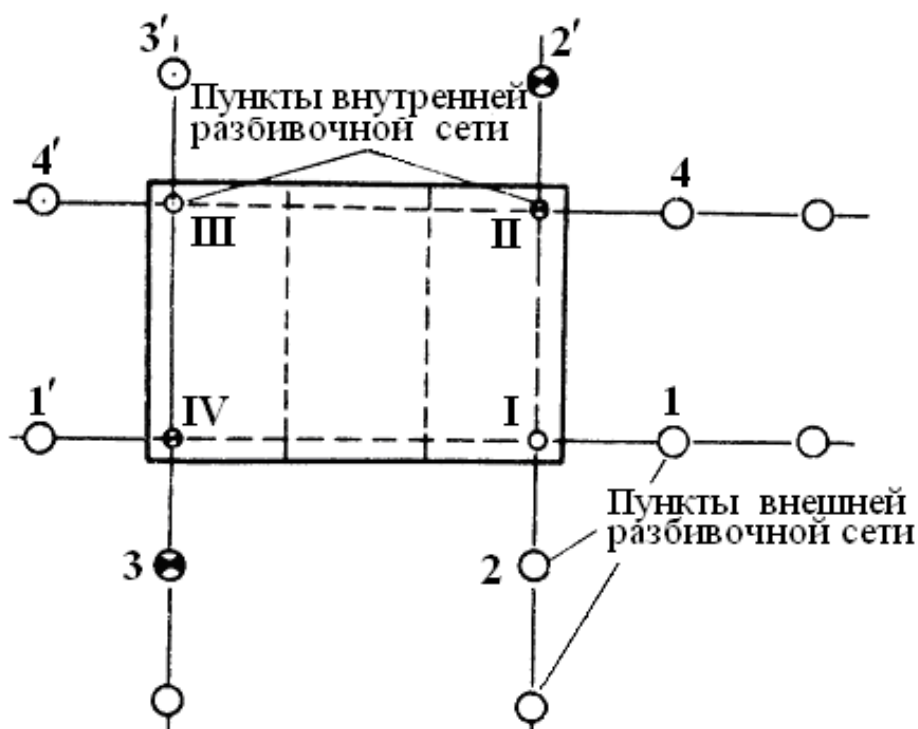 3′
2′
Пункты внутренней
разбивочной сети
4′
4
III
II
1′
IV
I
1
Пункты внешней
разбивочной сети
3
2